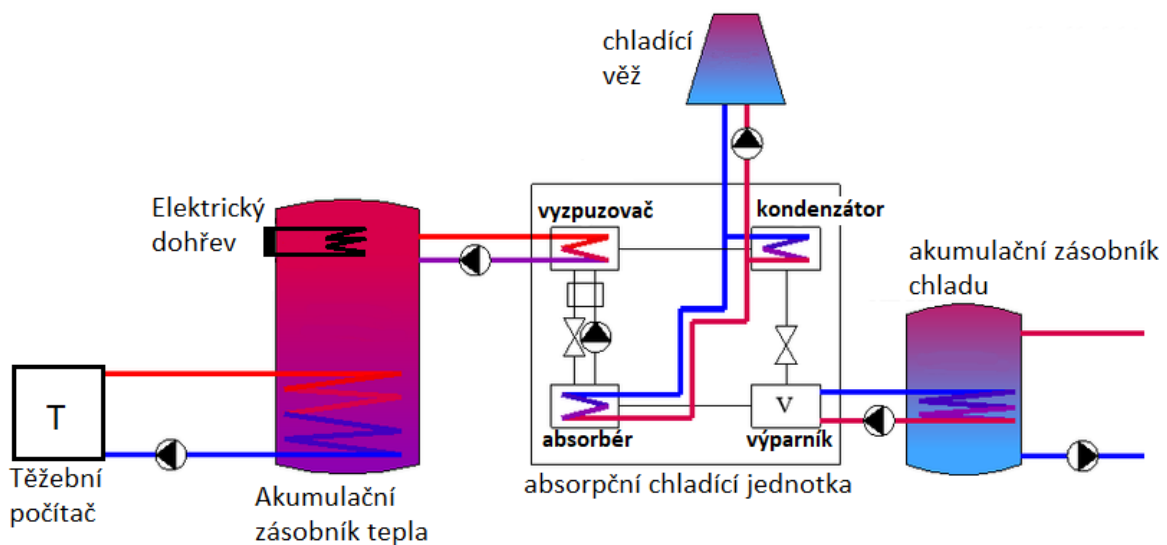 chladící
věž
Elektrický
dohřev
vyzpuzovač
kondenzátor
akumulační zásobník
chladu
T
V
absorbér
výparník
Těžební
počítač
Akumulační
zásobník tepla
absorpční chladící jednotka